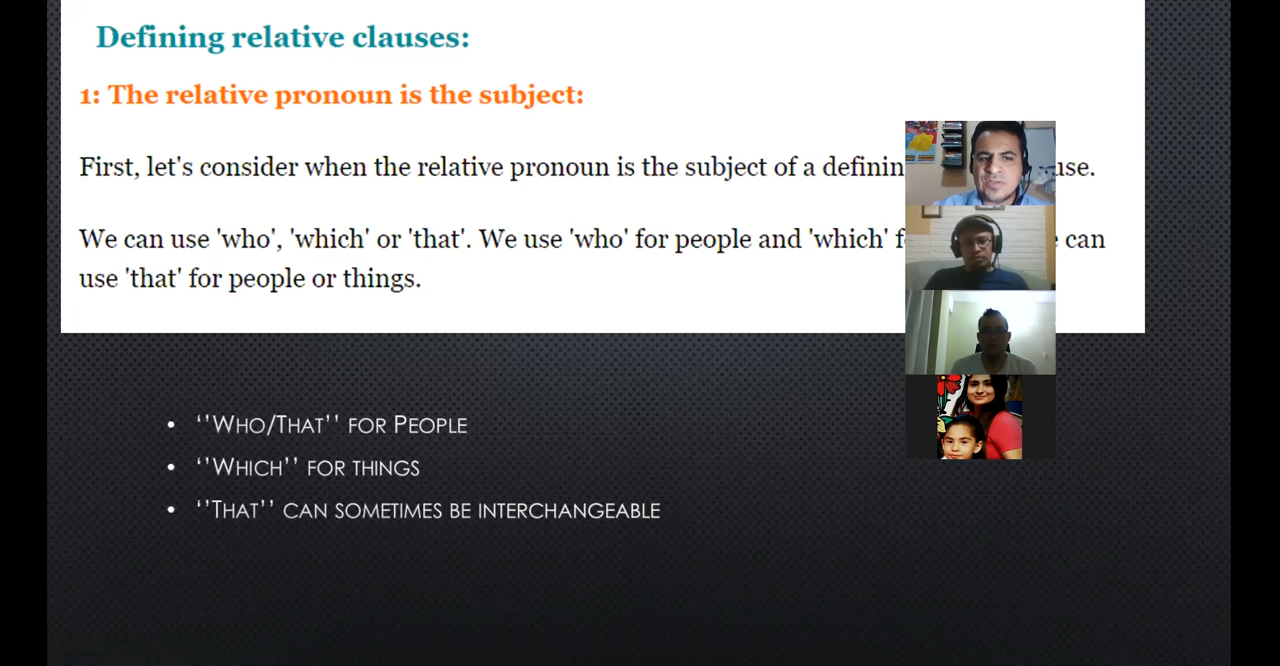 Defining relative clauses:
1: The relative pronoun is the subject:
First, let's consider when the relative pronoun is the subject of a use.
We can use 'who', 'which' or 'that'. We use 'who' for people and 'which' can
use 'that' for people or things.
• ‘’Who/That’’ for People
• ‘’Which’’ for things
• ‘’That’’ can sometimes be interchangeable